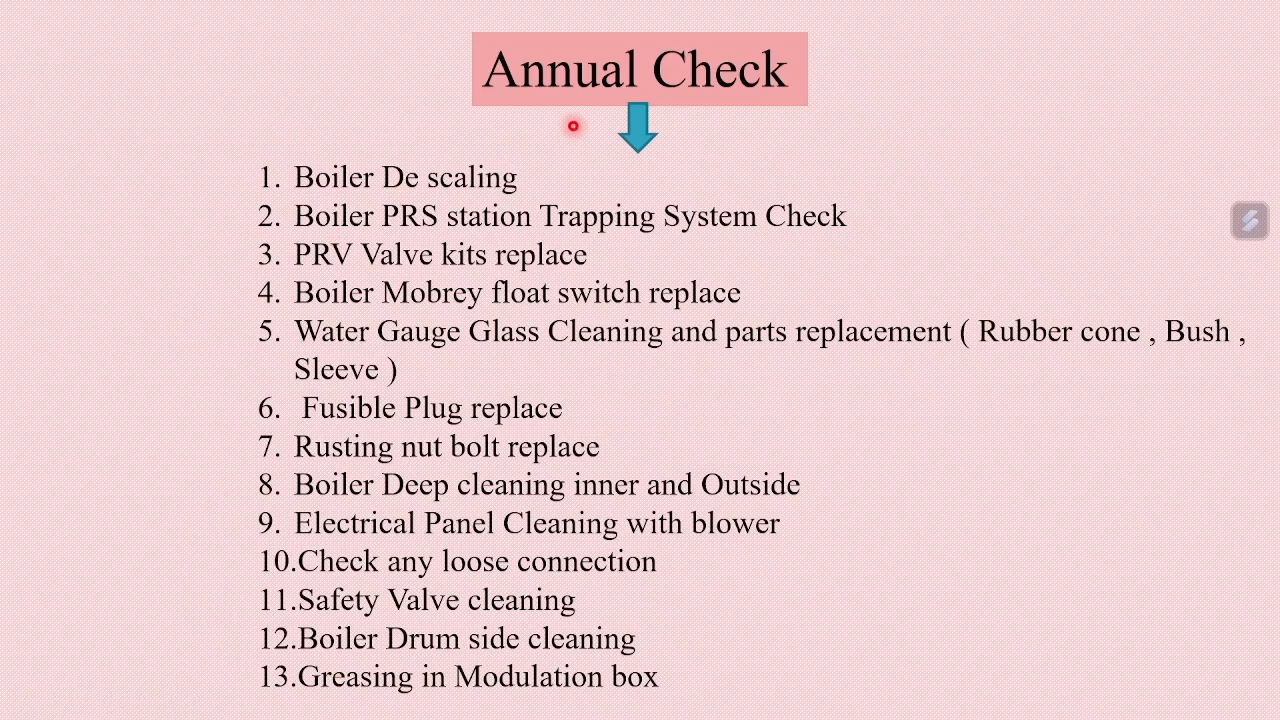 Annual Check
1. Boiler De scaling
2. Boiler PRS station Trapping System Check
3. PRV Valve kits replace
4. Boiler Mobrey float switch replace
5. Water Gauge Glass Cleaning and parts replacement ( Rubber cone , Bush ,
Sleeve )
6. Fusible Plug replace
7. Rusting nut bolt replace
8. Boiler Deep cleaning inner and Outside
9. Electrical Panel Cleaning with blower
10.Check any loose connection
11.Safety Valve cleaning
12.Boiler Drum side cleaning
13.Greasing in Modulation box